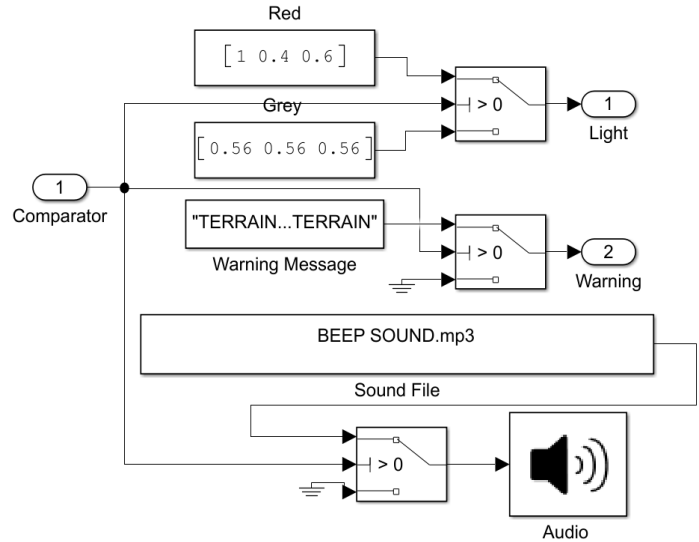 Red
[1 0.4 0.6]
> 0
1
Light
Grey
[0.56 0.56 0.56]
1
Comparator
"TERRAIN...TERRAIN"
Warning Message
> 0
2
Warning
BEEP SOUND.mp3
Sound File
> 0
Audio